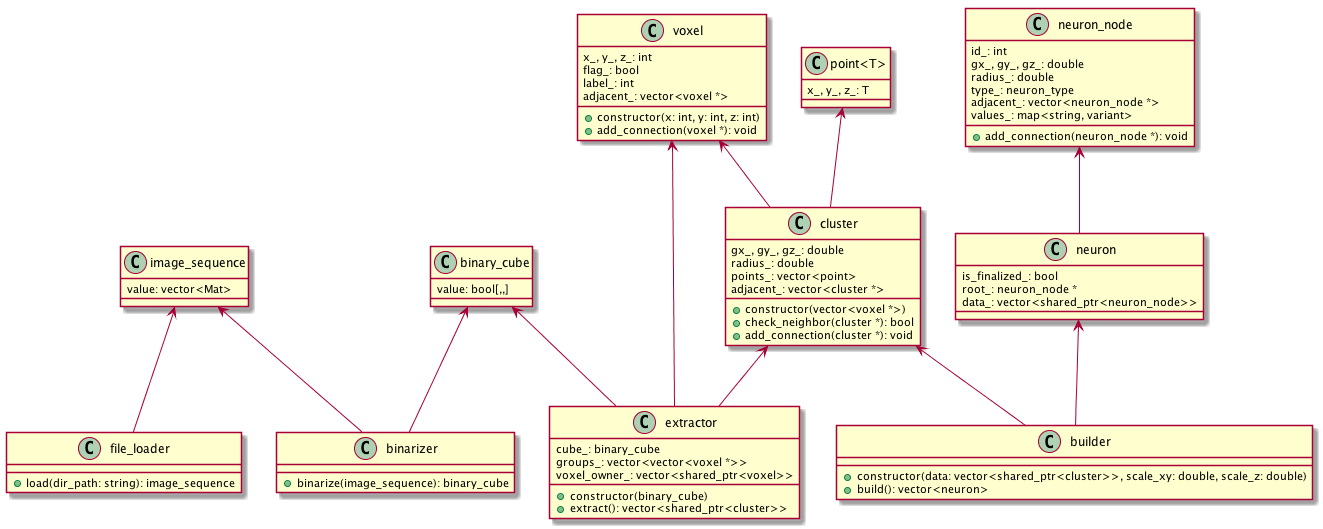 C voxel
x_, y_, z_: int
flag_: bool
label_: int
adjacent_: vector<voxel *>
constructor(x: int, y: int, z: int)
add_connection(voxel *): void
C point<T>
x_, y_, z_: T
C neuron_node
id_: int
gx_, gy_, gz_: double
radius_: double
type_: neuron_type
adjacent_: vector<neuron_node *>
values_: map<string, variant>
add_connection(neuron_node *): void
C image_sequence
value: vector<Mat>
C binary_cube
value: bool[,,]
C cluster
gx_, gy_, gz_: double
radius_: double
points_: vector<point>
adjacent_: vector<cluster *>
constructor(vector<voxel *>)
check_neighbor(cluster *): bool
add_connection(cluster *): void
C neuron
is_finalized_: bool
root_: neuron_node *
data_: vector<shared_ptr<neuron_node>>
C file_loader
load(dir_path: string): image_sequence
C binarizer
binarize(image_sequence): binary_cube
C extractor
cube_: binary_cube
groups_: vector<vector<voxel *>>
voxel_owner_: vector<shared_ptr<voxel>>
constructor(binary_cube)
extract(): vector<shared_ptr<cluster>>
C builder
constructor(data: vector<shared_ptr<cluster>>, scale_xy: double, scale_z: double)
build(): vector<neuron>